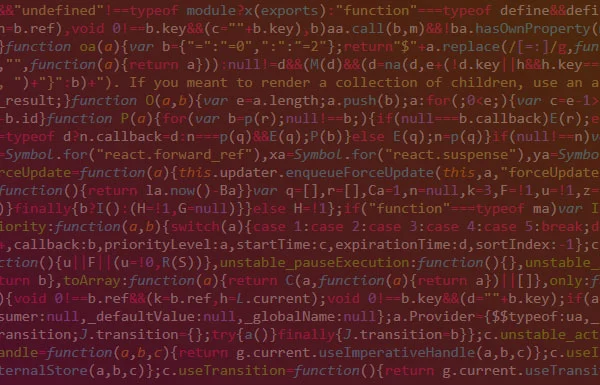 &&"undefined"!==typeof module?x(exports):"function"===typeof define&&defi
n=b.ref),void 0!==b.key&&(c=""+b.key),b)aa.call(b,m)&&!ba.hasOwnProperty(
}function oa(a){var b={"=":"=0",":":"=2"};return"$"+a.replace(/[=:]/g,fun
,"",function(a){return a})):null!=d&&(M(d)&&(d=na(d,e+(!d.key||h&&h.key==
, ")+"}":b)+"). If you meant to render a collection of children, use an a
_result;}function O(a,b){var e=a.length;a.push(b);a:for(;0<e;){var c=e-1>
+b.id}function P(a){for(var b=p(r);null!==b;){if(null===b.callback)E(r);e
=typeof d?n.callback=d:n===p(q)&&E(q);P(b)}else E(q);n=p(q)}if(null!==n)v
=Symbol.for("react.forward_ref"),xa=Symbol.for("react.suspense"),ya=Symbo
rceUpdate=function(a){this.updater.enqueueForceUpdate(this,a,"forceUpdate
function(){return la.now()-Ba}}var q=[],r=[],Ca=1,n=null,k=3,F=!1,u=!1,z=
)}finally{b?I():(H=!1,G=null)}}else H=!1};if("function"===typeof ma)var I
iority:function(a,b){switch(a){case 1:case 2:case 3:case 4:case 5:break;d
+,callback:b,priorityLevel:a,startTime:c,expirationTime:d,sortIndex:-1};c
ction(){u||F||(u=!0,R(S))},unstable_pauseExecution:function(){},unstable_
turn b},toArray:function(a){return C(a,function(a){return a})||[]},only:f
){void 0!==b.ref&&(k=b.ref,h=L.current);void 0!==b.key&&(d=""+b.key);if(a
sumer:null,_defaultValue:null,_globalName:null};a.Provider={$$typeof:ua,_
ransition;J.transition={};try{a()}finally{J.transition=b}};c.unstable_act
andle=function(a,b,c){return g.current.useImperativeHandle(a,b,c)};c.use
ternalStore(a,b,c)};c.useTransition=function(){return g.current.useTransi